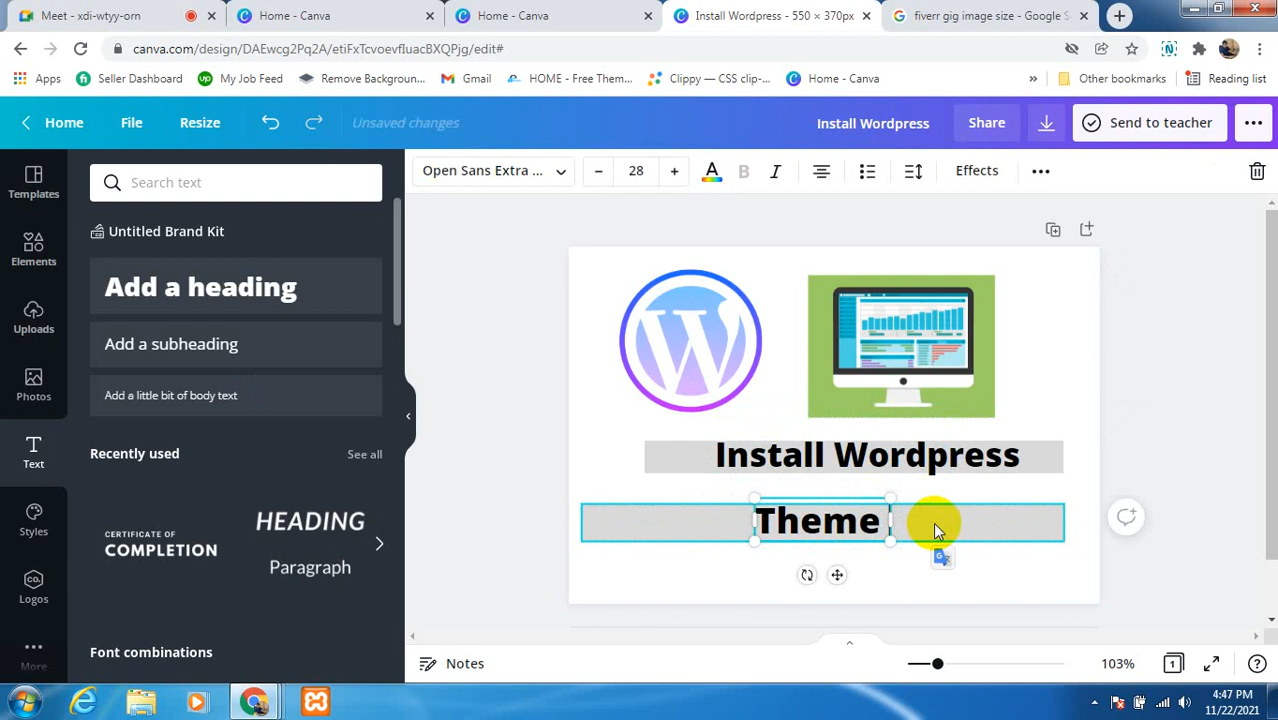 Meet - xdi-wtyy-orn
Home - Canva
Home - Canva
Install Wordpress - 550 × 370px
fiverr gig image size - Google S
canva.com/design/DAEwcg2Pq2A/etiFxTcvoevfIuacBXQPjg/edit#
Apps
Seller Dashboard
My Job Feed
Remove Background...
Gmail
HOME - Free Them...
Clippy — CSS clip-...
Home - Canva
»
Other bookmarks
Reading list
Home
File
Resize
Unsaved changes
Install Wordpress
Share
Send to teacher
Templates
Elements
Uploads
Photos
Text
Styles
Logos
More
Search text
Untitled Brand Kit
Add a heading
Add a subheading
Add a little bit of body text
Recently used
See all
CERTIFICATE OF
COMPLETION
HEADING
Paragraph
Font combinations
Open Sans Extra ...
28
A
B
I
Effects
Install Wordpress
Theme
Notes
103%
1
4:47 PM
11/22/2021